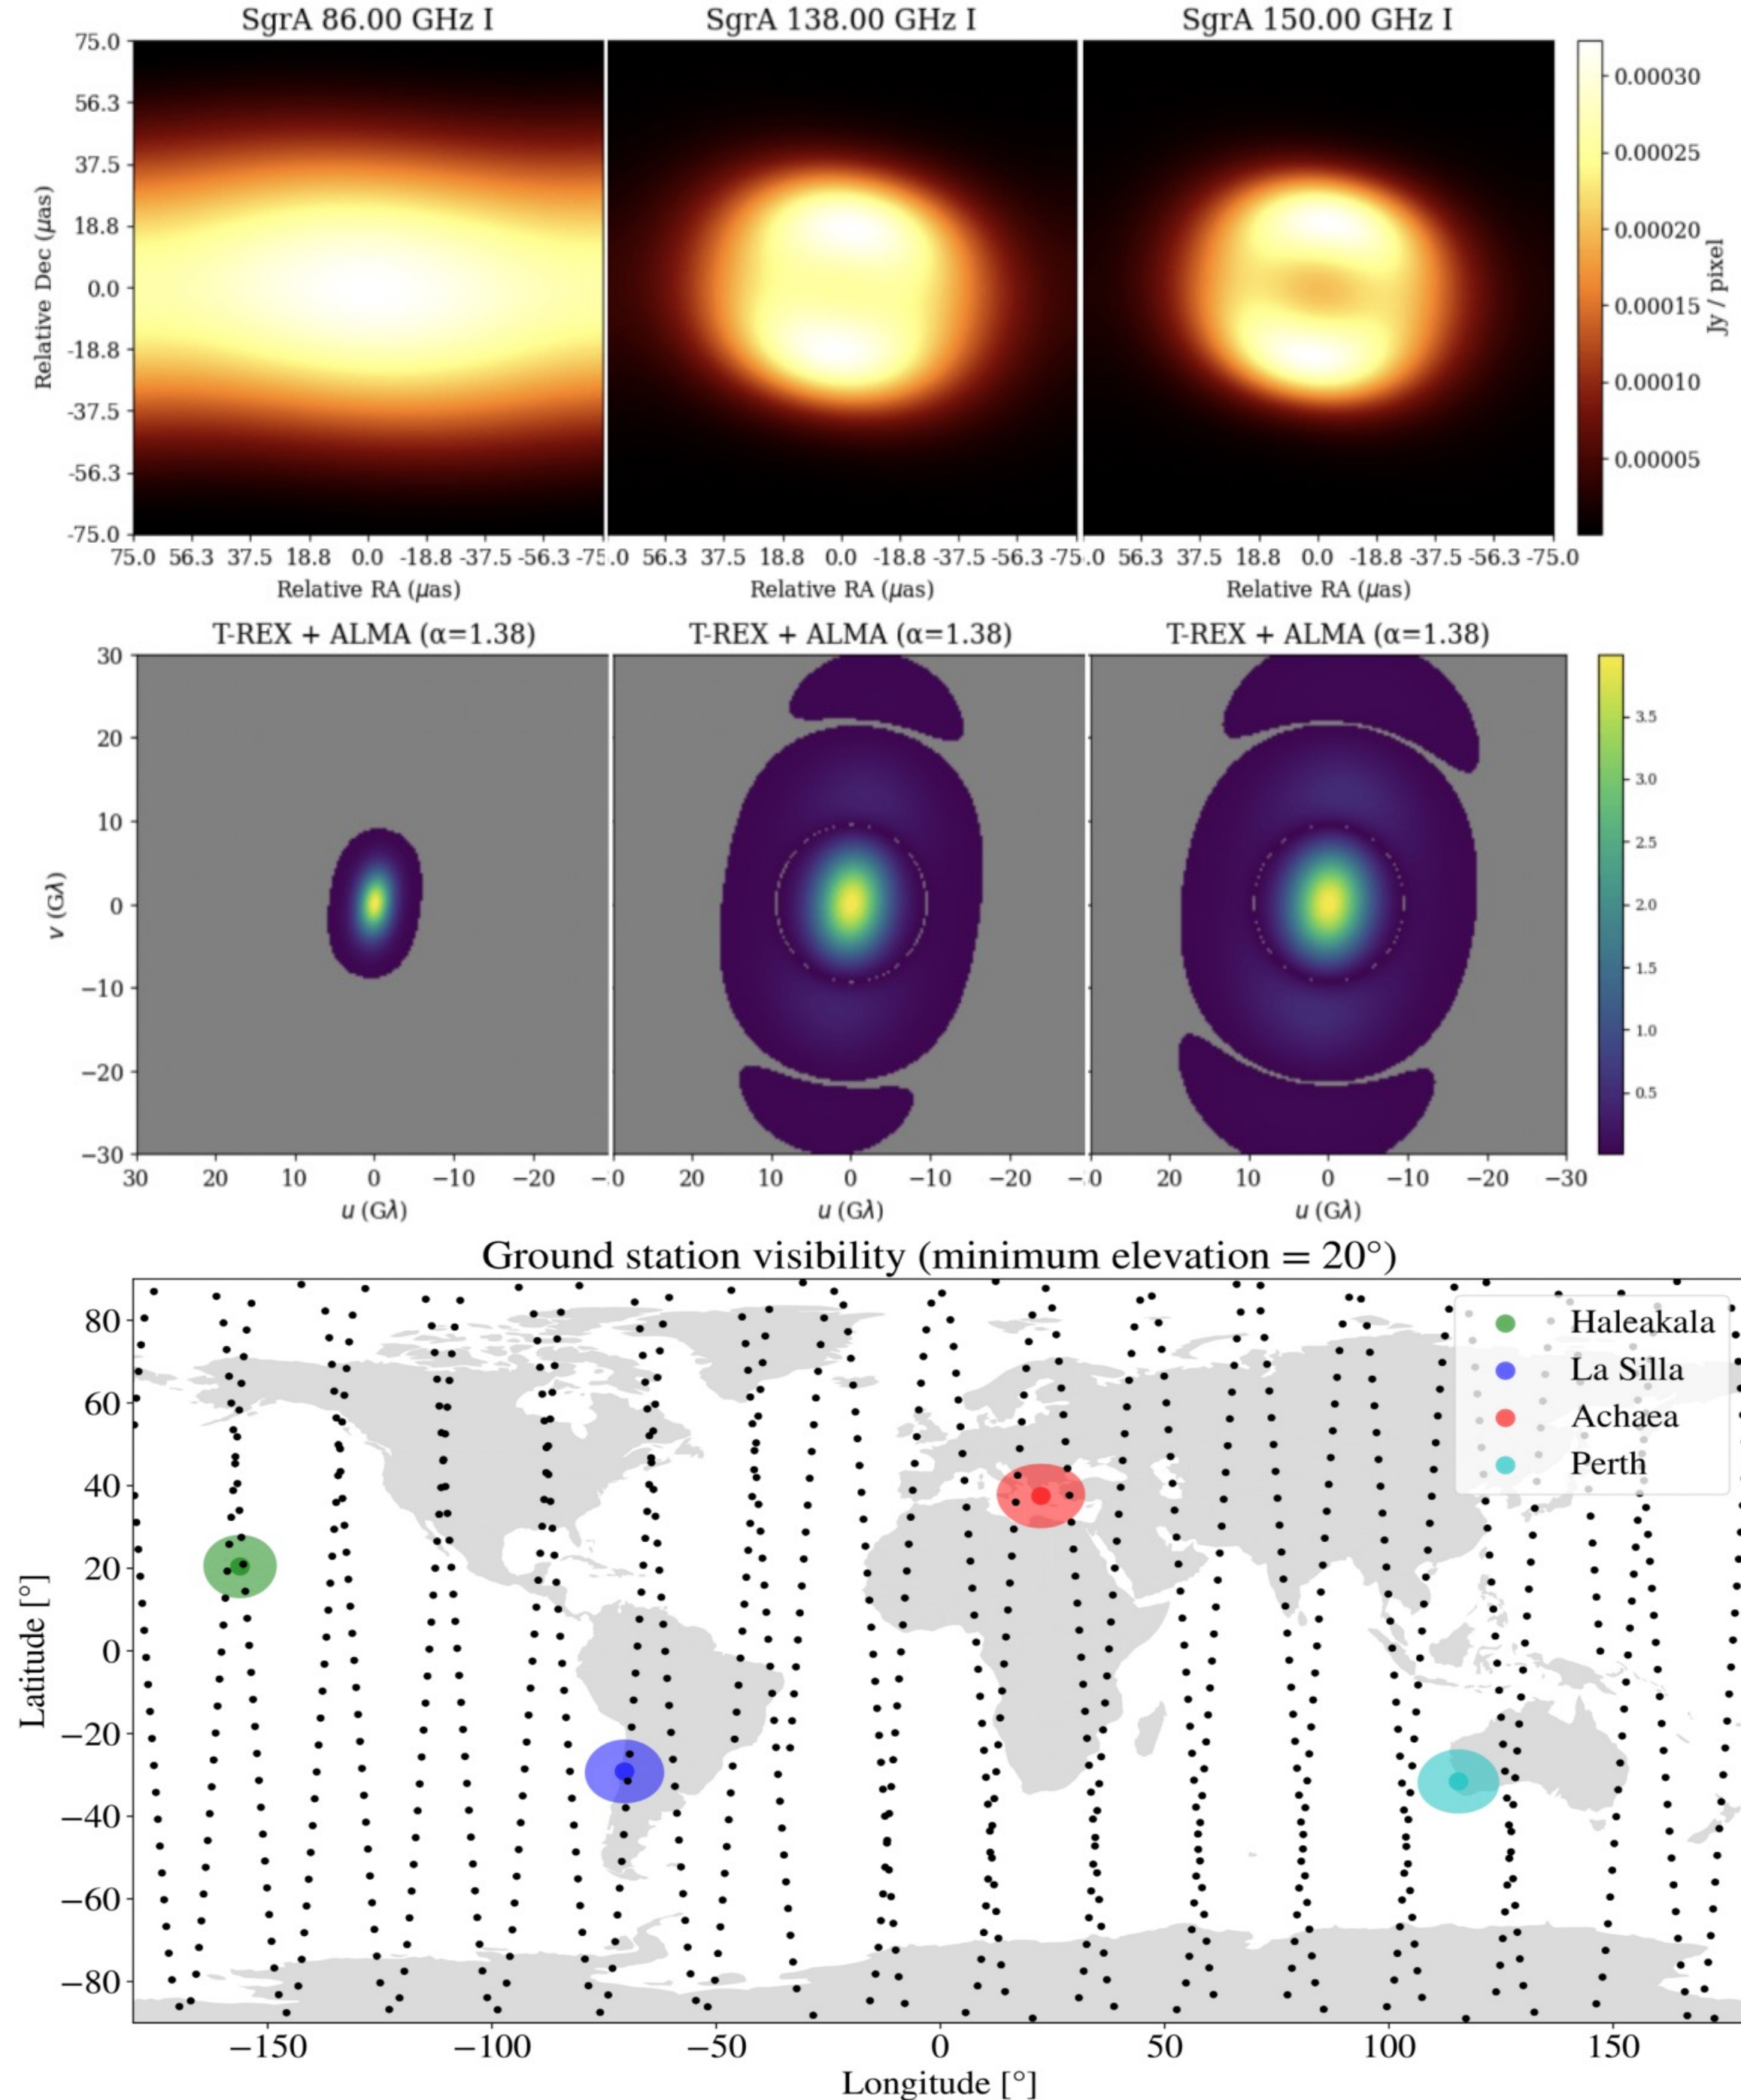 SgrA 86.00 GHz I SgrA 138.00 GHz I SgrA 150.00 GHz I
75.0
56.3
37.5
18.8
0.0
-18.8
-37.5
-56.3
-75.0
Relative Dec (μas)
0.00030
0.00025
0.00020
0.00015
0.00010
0.00005
Jy / pixel
75.0 56.3 37.5 18.8 0.0 -18.8 -37.5 -56.3 -75 .0 56.3 37.5 18.8 0.0 -18.8 -37.5 -56.3 -75 .0 56.3 37.5 18.8 0.0 -18.8 -37.5 -56.3 -75.0
Relative RA (μas) Relative RA (μas) Relative RA (μas)
T-REX + ALMA (α=1.38) T-REX + ALMA (α=1.38) T-REX + ALMA (α=1.38)
30
20
10
0
−10
−20
−30
v (Gλ)
3.5
3.0
2.5
2.0
1.5
1.0
0.5
30 20 10 0 −10 −20 − 0 20 10 0 −10 −20 − 0 20 10 0 −10 −20 −30
u (Gλ) u (Gλ) u (Gλ)
Ground station visibility (minimum elevation = 20°)
80
60
40
20
0
−20
−40
−60
−80
Latitude [°]
Haleakala
La Silla
Achaea
Perth
−150 −100 −50 0 50 100 150
Longitude [°]